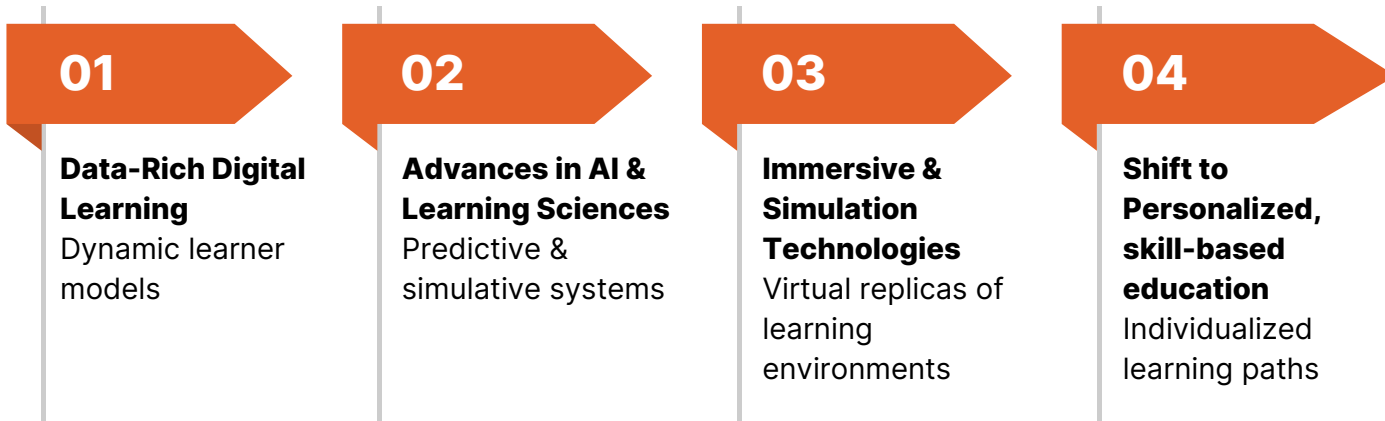 01
Data-Rich Digital
Learning
Dynamic learner
models
02
Advances in AI &
Learning Sciences
Predictive &
simulative systems
03
Immersive &
Simulation
Technologies
Virtual replicas of
learning
environments
04
Shift to
Personalized,
skill-based
education
Individualized
learning paths